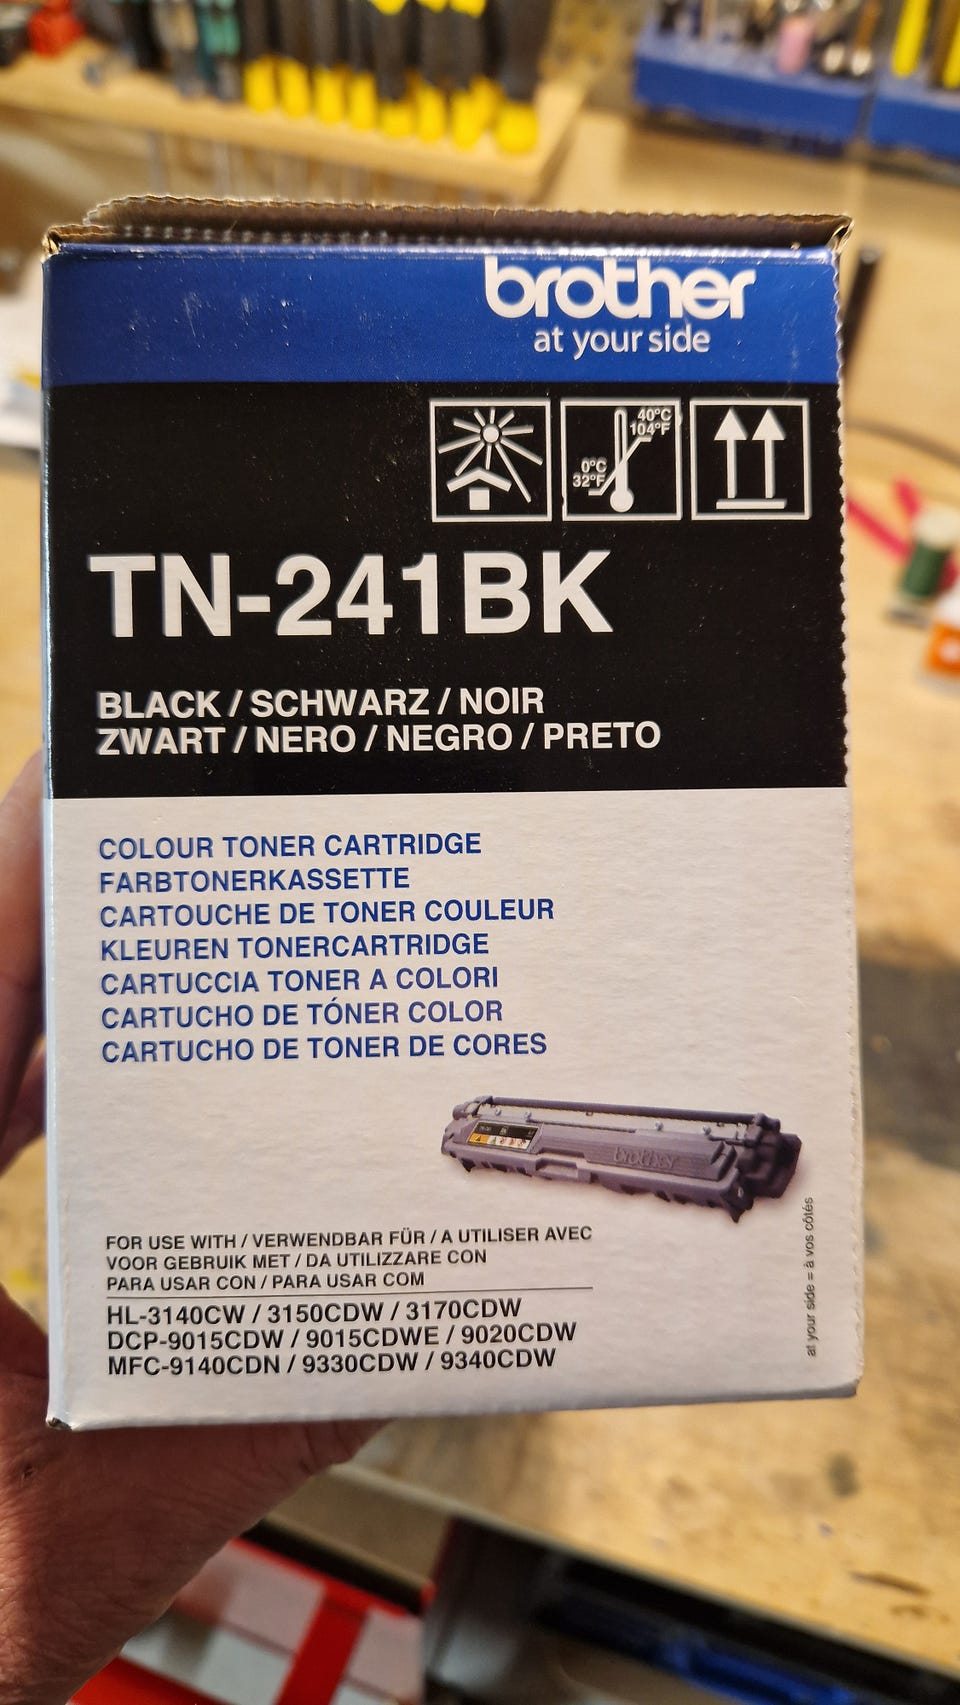 brother
at your side
40°C
104°F
0°C
32°F
TN-241BK
BLACK / SCHWARZ / NOIR
ZWART / NERO / NEGRO / PRETO
COLOUR TONER CARTRIDGE
FARBTONERKASSETTE
CARTOUCHE DE TONER COULEUR
KLEUREN TONERCARTRIDGE
CARTUCCIA TONER A COLORI
CARTUCHO DE TÓNER COLOR
CARTUCHO DE TONER DE CORES
brother
FOR USE WITH / VERWENDBAR FÜR / A UTILISER AVEC
VOOR GEBRUIK MET / DA UTILIZZARE CON
PARA USAR CON / PARA USAR COM
HL-3140CW / 3150CDW / 3170CDW
DCP-9015CDW / 9015CDWE / 9020CDW
MFC-9140CDN / 9330CDW / 9340CDW
at your side = à vos côtés